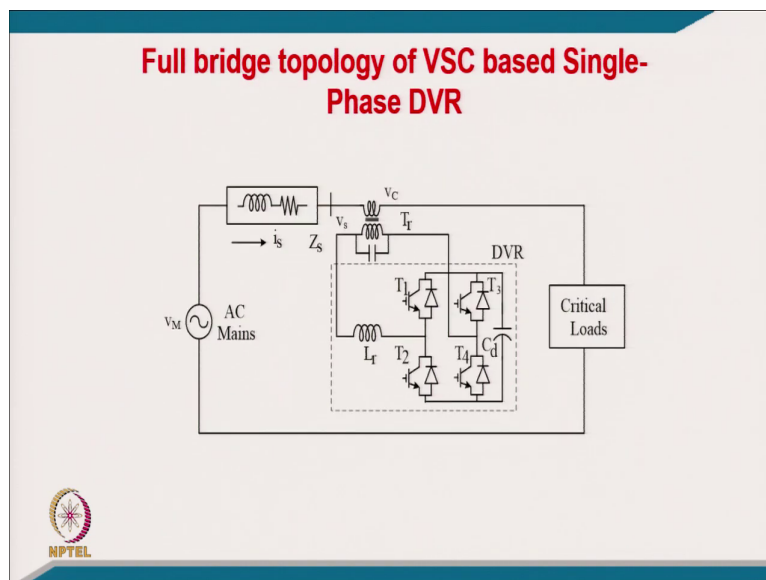 Full bridge topology of VSC based Single-
Phase DVR
v_C
v_s
T_r
i_s
Z_s
DVR
T_1
T_3
v_M
AC
Mains
Critical
Loads
L_r
T_2
T_4
C_d
NPTEL